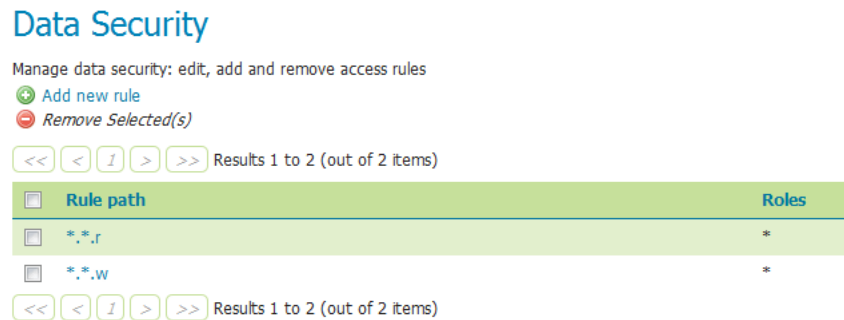 Data Security
Manage data security: edit, add and remove access rules
Add new rule
Remove Selected(s)
<< < 1 > >> Results 1 to 2 (out of 2 items)
Rule path Roles
*.*.r *
*.*.w *
<< < 1 > >> Results 1 to 2 (out of 2 items)